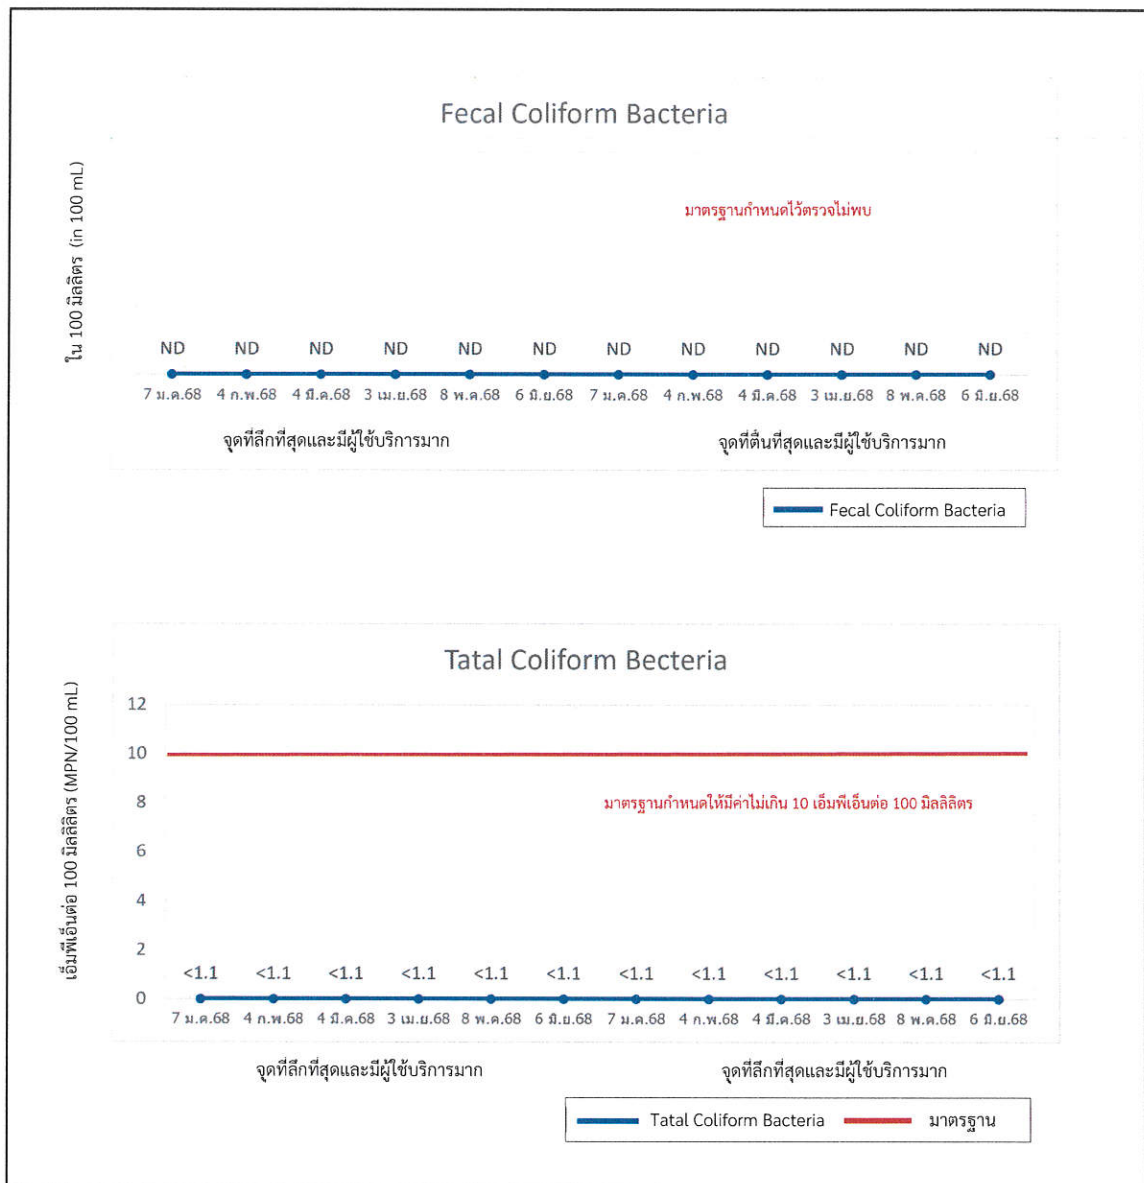 Fecal Coliform Bacteria
ใน 100 มิลลิตร (in 100 mL)
มาตรฐานกำหนดไว้ตรวจไม่พบ
ND ND ND ND ND ND ND ND ND ND ND ND
7 ม.ค.68 4 ก.พ.68 4 มี.ค.68 3 เม.ย.68 8 พ.ค.68 6 มิ.ย.68 7 ม.ค.68 4 ก.พ.68 4 มี.ค.68 3 เม.ย.68 8 พ.ค.68 6 มิ.ย.68
จุดที่ลึกที่สุดและมีผู้ใช้บริการมาก จุดที่ตื่นที่สุดและมีผู้ใช้บริการมาก
Fecal Coliform Bacteria
Tatal Coliform Becteria
เอ็มพีเอ็นต่อ 100 มิลลิลิตร (MPN/100 mL)
12
10
8
มาตรฐานกำหนดให้มีค่าไม่เกิน 10 เอ็มพีเอ็นต่อ 100 มิลลิลิตร
6
4
2
<1.1 <1.1 <1.1 <1.1 <1.1 <1.1 <1.1 <1.1 <1.1 <1.1 <1.1 <1.1
0
7 ม.ค.68 4 ก.พ.68 4 มี.ค.68 3 เม.ย.68 8 พ.ค.68 6 มิ.ย.68 7 ม.ค.68 4 ก.พ.68 4 มี.ค.68 3 เม.ย.68 8 พ.ค.68 6 มิ.ย.68
จุดที่ลึกที่สุดและมีผู้ใช้บริการมาก จุดที่ลึกที่สุดและมีผู้ใช้บริการมาก
Tatal Coliform Bacteria มาตรฐาน